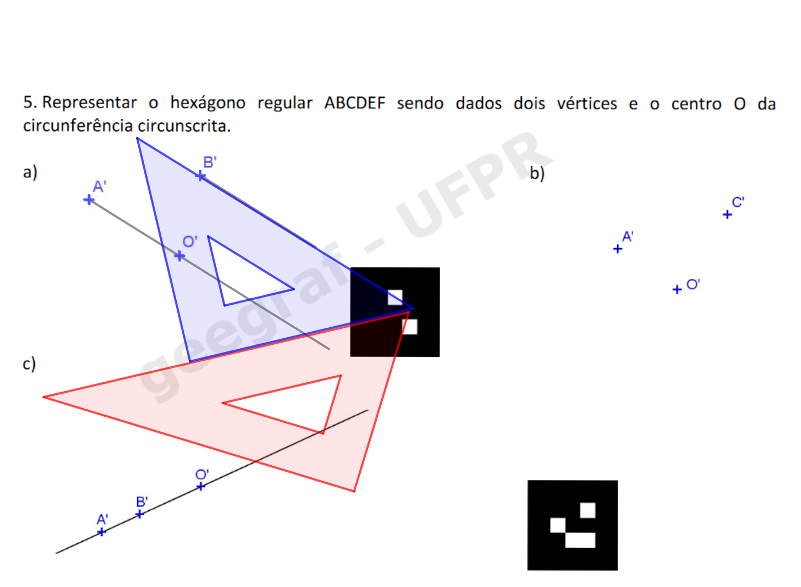 5. Representar o hexágono regular ABCDEF sendo dados dois vértices e o centro O da
circunferência circunscrita.
a)
A'
B'
O'
b)
A'
C'
O'
geegraf - UFPR
c)
A'
B'
O'